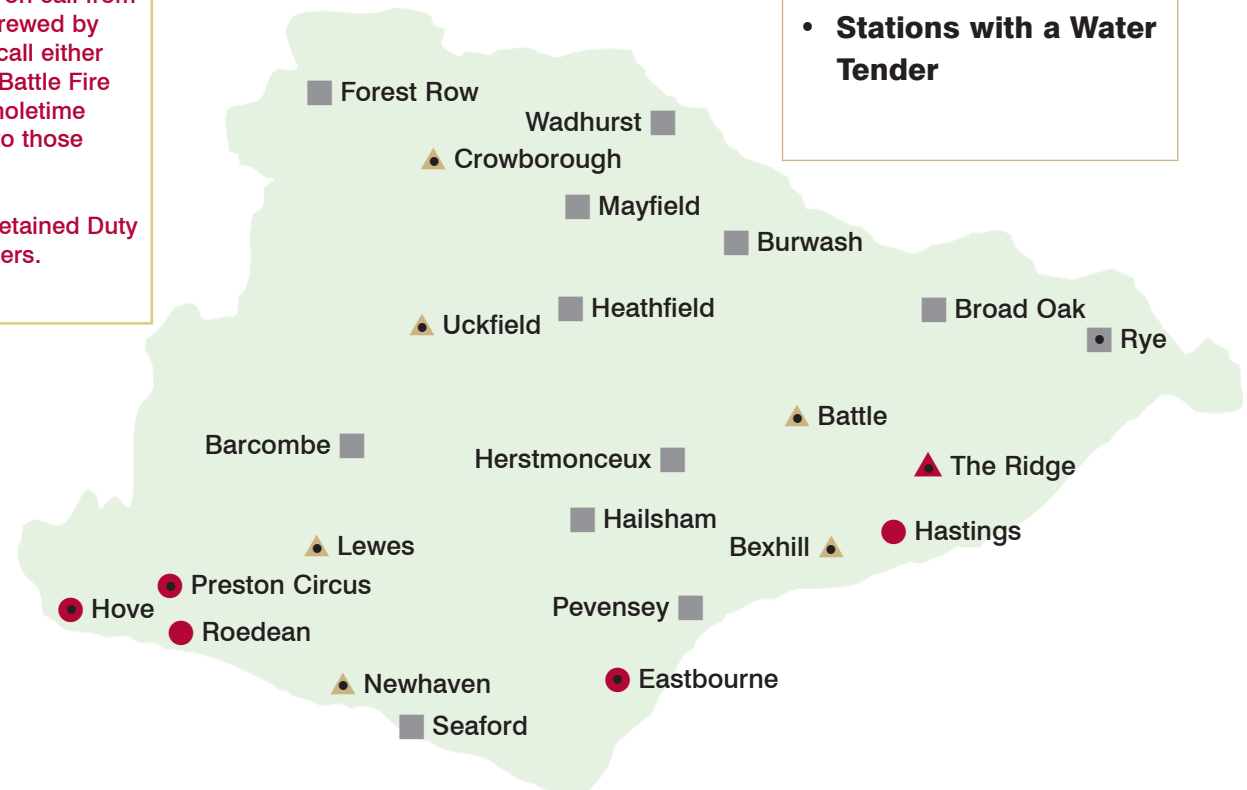 on call from
rewed by
call either
Battle Fire
to those
etained Duty
ers.
• Stations with a Water
Tender
Forest Row
Wadhurst
Crowborough
Mayfield
Burwash
Heathfield
Uckfield
Broad Oak
Rye
Battle
Barcombe
Herstmonceux
The Ridge
Hailsham
Hastings
Bexhill
Lewes
Preston Circus
Hove
Pevensey
Roedean
Newhaven
Eastbourne
Seaford